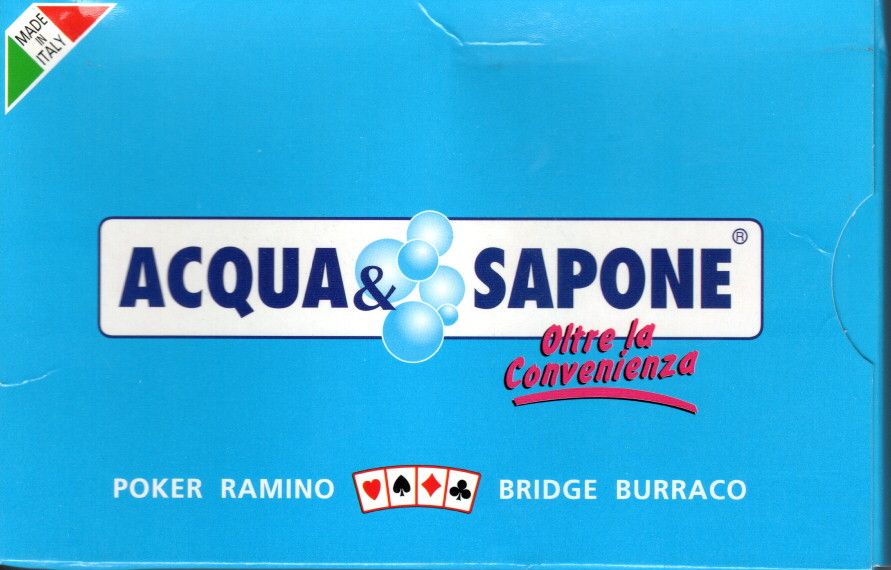 MADE
IN
ITALY
ACQUA & SAPONE®
Oltre la
Convenienza
POKER RAMINO BRIDGE BURRACO